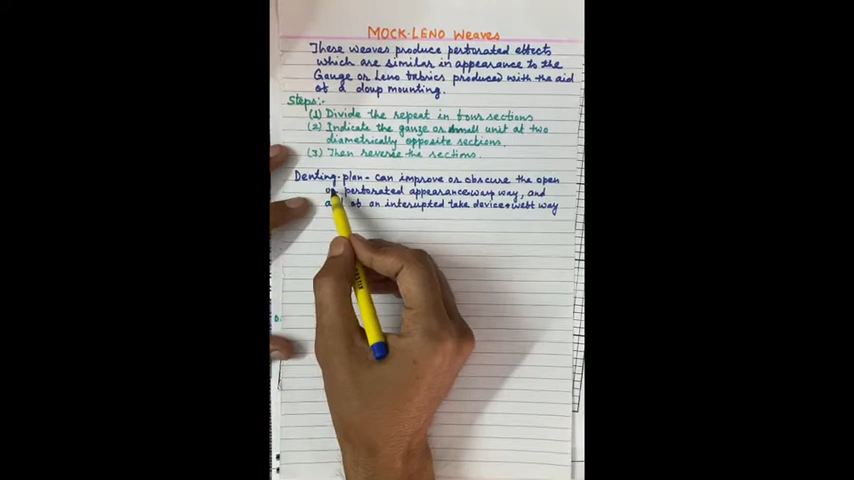 MOCK-LENO Weaves
These weaves produce perforated effects
which are similar in appearance to the
Gauge or Leno fabrics produced with the aid
of a doup mounting.
Steps:-
(1) Divide the repeat in four sections
(2) Indicate the gauze or small unit at two
diametrically opposite sections.
(3) Then reverse the sections.
Denting-plan - can improve or obscure the open
or perforated appearance warp way, and
of an interupted take device weft way